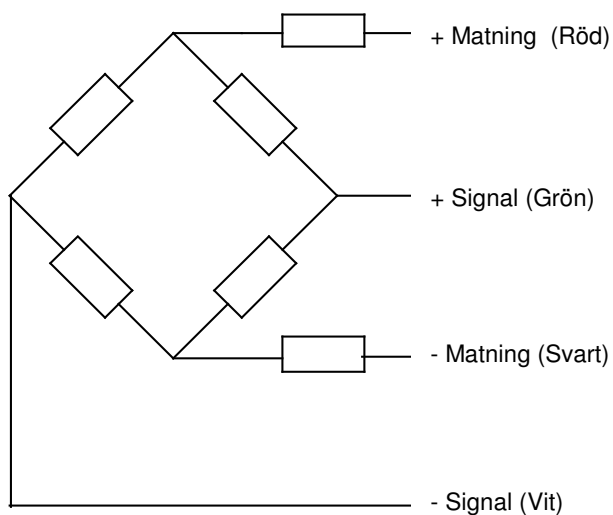 + Matning (Röd)
+ Signal (Grön)
- Matning (Svart)
- Signal (Vit)